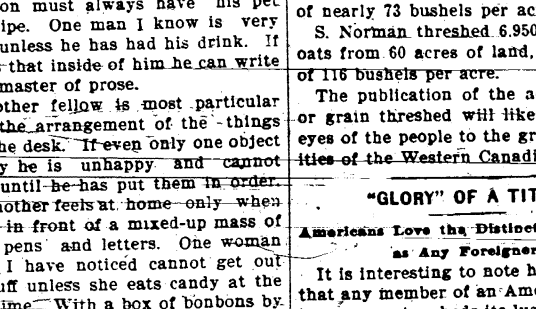 on must always have his pet
ipe. One man I know is very
unless he has had his drink. If
that inside of him he can write
master of prose.
other fellow is most particular
the arrangement of the things
he desk. If even only one object
y he is unhappy and cannot
until he has put them in order.
nother feels at home only when
in front of a mixed-up mass of
pens and letters. One woman
I have noticed cannot get out
uff unless she eats candy at the
ime. With a box of bonbons by
of nearly 73 bushels per ac
S. Norman threshed 6.950
oats from 60 acres of land,
of 116 bushels per acre.
The publication of the a
or grain threshed will like
eyes of the people to the gr
ities of the Western Canadi
"GLORY" OF A TIT
Americans Love the Distinct
as Any Foreigner
It is interesting to note h
that any member of an Ame